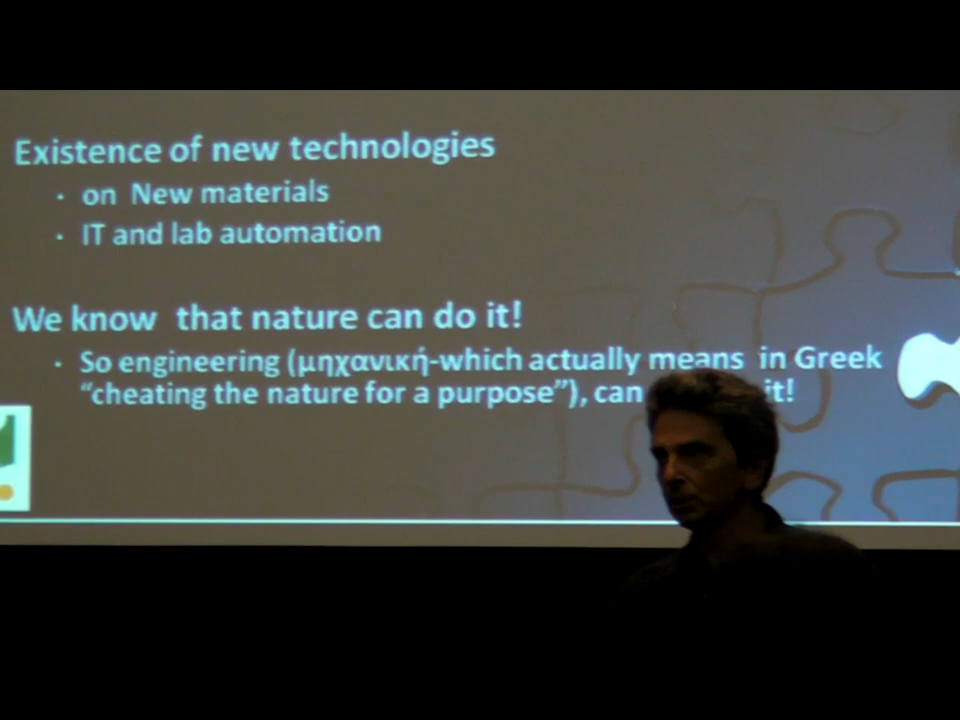 Existence of new technologies
· on New materials
· IT and lab automation
We know that nature can do it!
· So engineering (μηχανική-which actually means in Greek
“cheating the nature for a purpose”), can it!